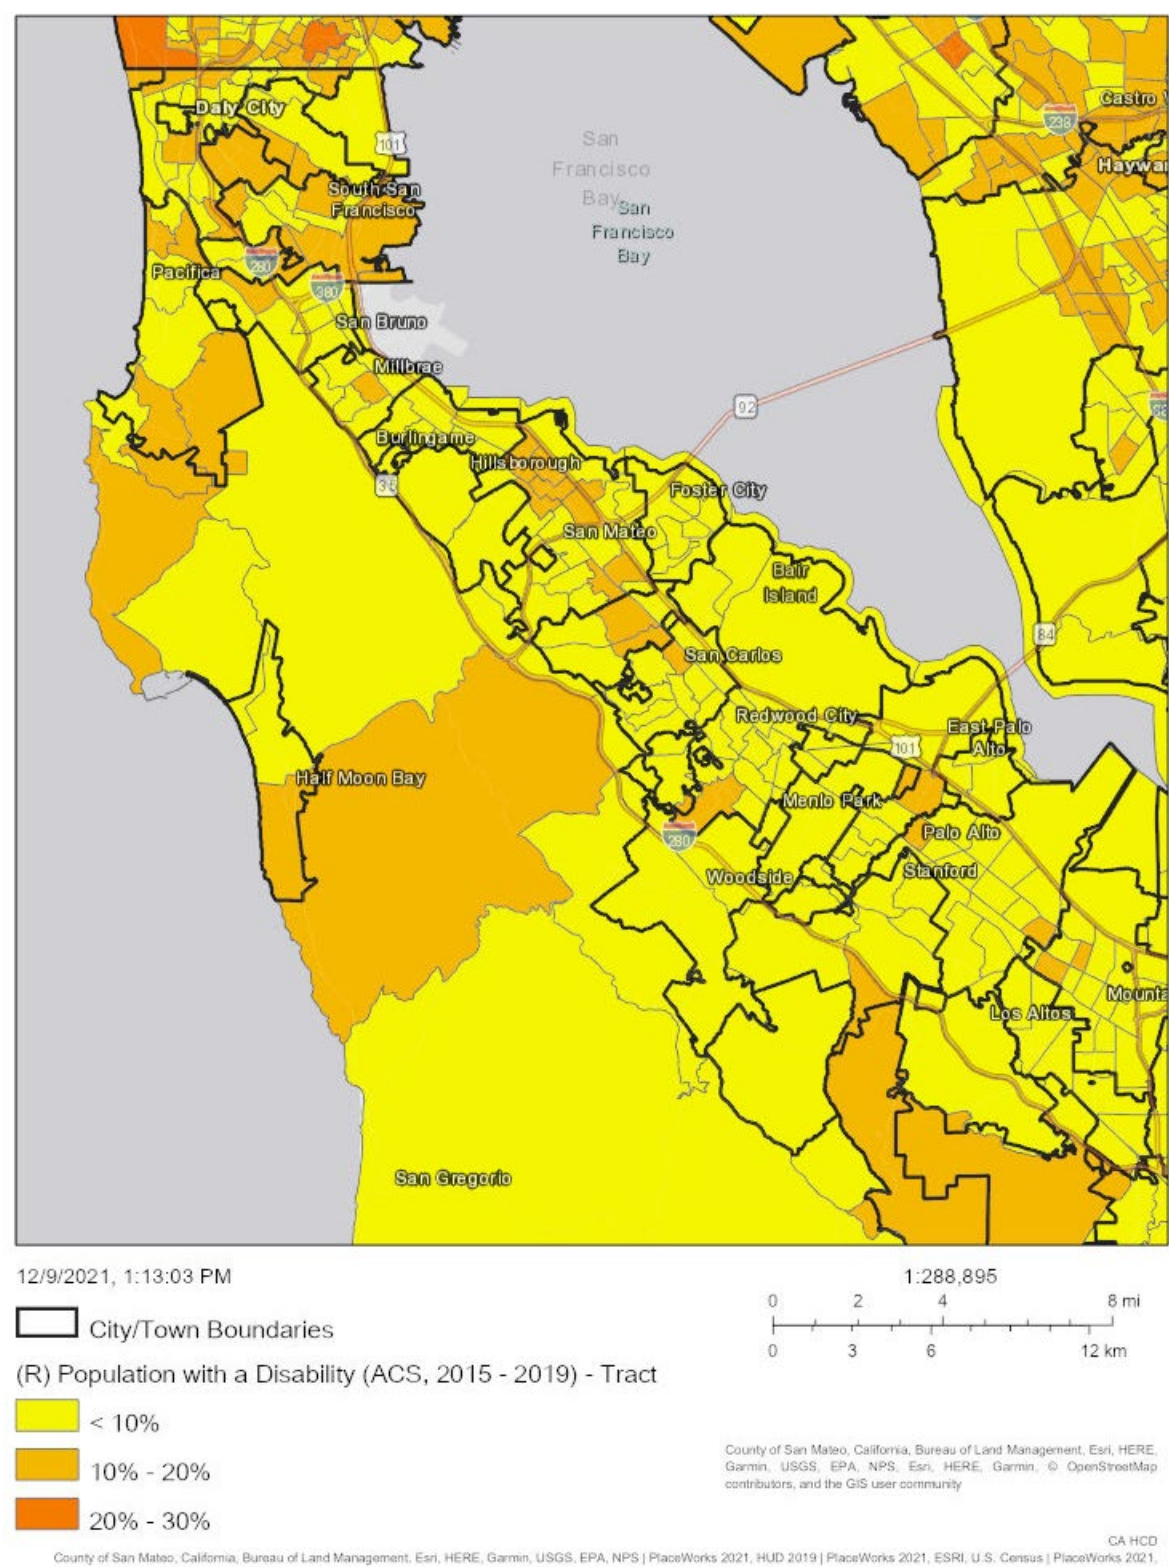 Castro V
238
Daly City
101
San
Francisco
Bay
Haywar
South San
Francisco
San
Francisco
Bay
280
Pacifica
380
San Bruno
Millbrae
92
Burlingame
Hillsborough
35
Foster City
San Mateo
Bair
Island
84
San Carlos
Redwood City
East Palo
Alto
101
Half Moon Bay
Menlo Park
280
Palo Alto
Woodside
Stanford
Mounta
Los Altos
San Gregorio
12/9/2021, 1:13:03 PM
1:288,895
0 2 4 8 mi
0 3 6 12 km
City/Town Boundaries
(R) Population with a Disability (ACS, 2015 - 2019) - Tract
< 10%
10% - 20%
20% - 30%
County of San Mateo, California, Bureau of Land Management, Esri, HERE,
Garmin, USGS, EPA, NPS, Esri, HERE, Garmin, © OpenStreetMap
contributors, and the GIS user community
CA HCD
County of San Mateo, California, Bureau of Land Management, Esri, HERE, Garmin, USGS, EPA, NPS | PlaceWorks 2021, HUD 2019 | PlaceWorks 2021, ESRI, U.S. Census | PlaceWorks 2021,